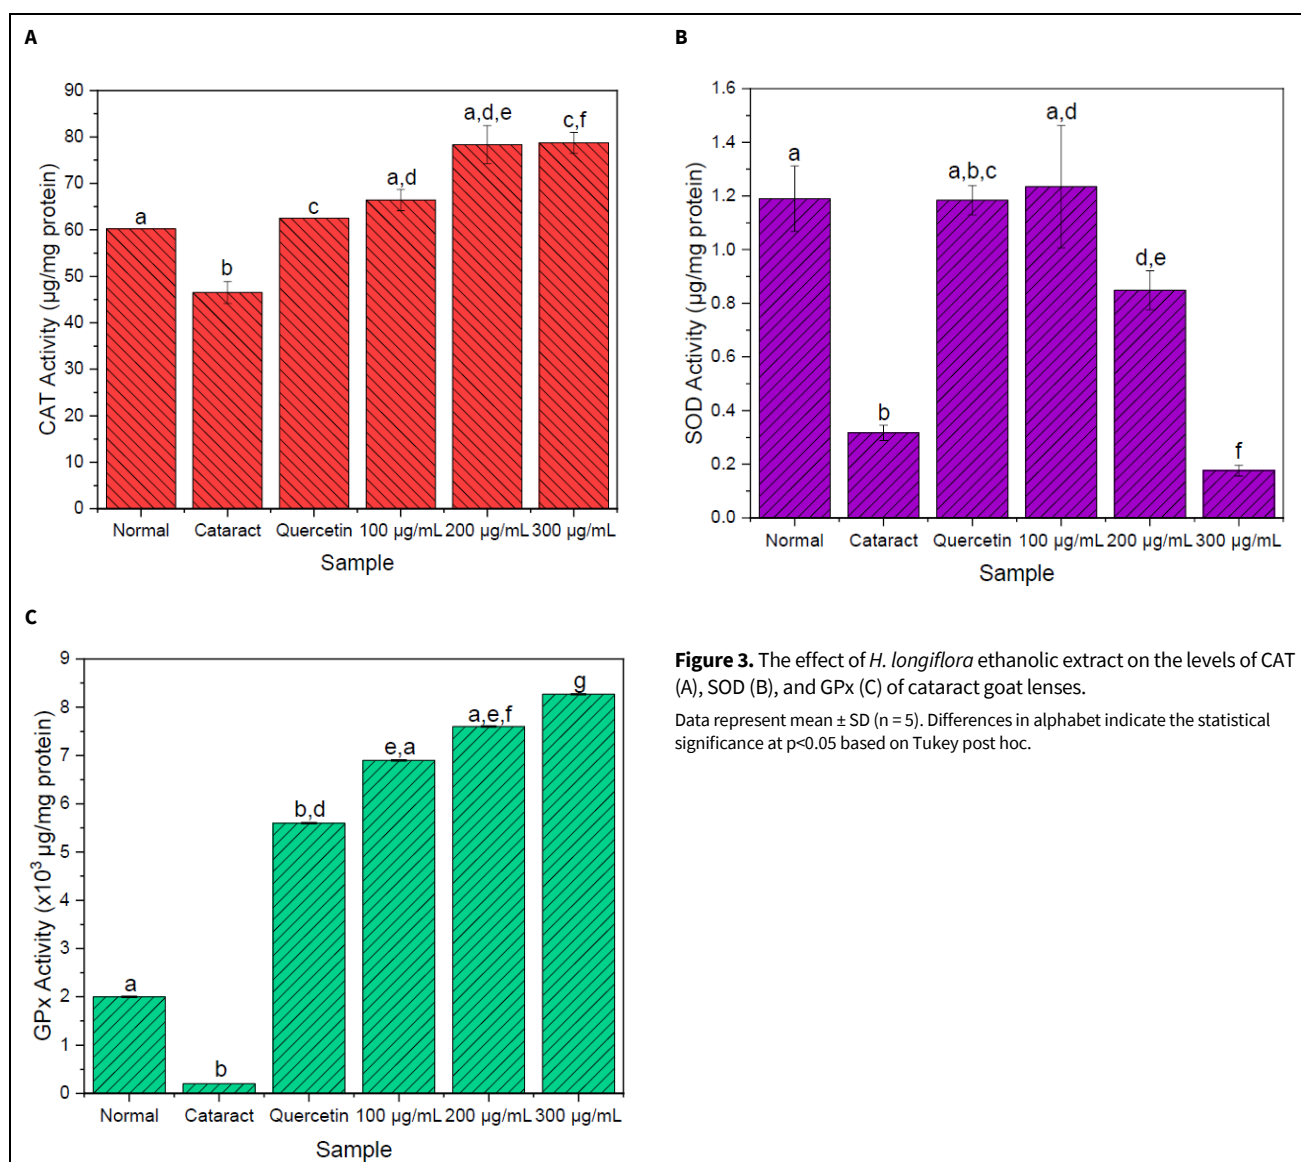 A
90
80
70
60
50
40
30
20
10
0
CAT Activity (µg/mg protein)
a
b
c
a,d
a,d,e
c,f
Normal Cataract Quercetin 100 µg/mL 200 µg/mL 300 µg/mL
Sample
B
1.6
1.4
1.2
1.0
0.8
0.6
0.4
0.2
0.0
SOD Activity (µg/mg protein)
a
b
a,b,c
a,d
d,e
f
Normal Cataract Quercetin 100 µg/mL 200 µg/mL 300 µg/mL
Sample
C
9
8
7
6
5
4
3
2
1
0
GPx Activity (x10³ µg/mg protein)
a
b
b,d
e,a
a,e,f
g
Normal Cataract Quercetin 100 µg/mL 200 µg/mL 300 µg/mL
Sample
Figure 3. The effect of H. longiflora ethanolic extract on the levels of CAT
(A), SOD (B), and GPx (C) of cataract goat lenses.
Data represent mean ± SD (n = 5). Differences in alphabet indicate the statistical
significance at p<0.05 based on Tukey post hoc.